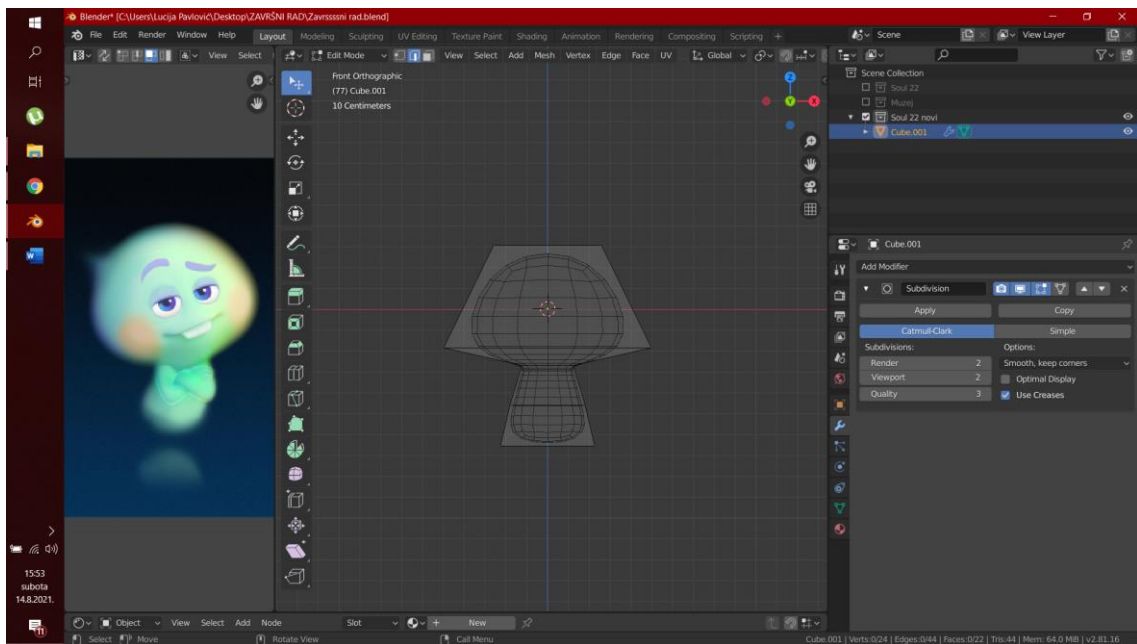 Blender* [C:\Users\Lucija Pavlović\Desktop\ZAVRŠNI RAD\Zavrssssni rad.blend]
File Edit Render Window Help Layout Modeling Sculpting UV Editing Texture Paint Shading Animation Rendering Compositing Scripting + Scene View Layer
View Select Edit Mode View Select Add Mesh Vertex Edge Face UV Global
Front Orthographic
(77) Cube.001
10 Centimeters
Z
Y
X
Scene Collection
Soul 22
Muzej
Soul 22 novi
Cube.001
Cube.001
Add Modifier
Subdivision
Apply Copy
Catmull-Clark Simple
Subdivisions: Options:
Render 2 Smooth, keep corners
Viewport 2 Optimal Display
Quality 3 Use Creases
15:53
subota
14.8.2021.
11
Object View Select Add Node Slot New
Select Move Rotate View Call Menu Cube.001 | Verts:0/24 | Edges:0/44 | Faces:0/22 | Tris:44 | Mem: 64.0 MiB | v2.81.16